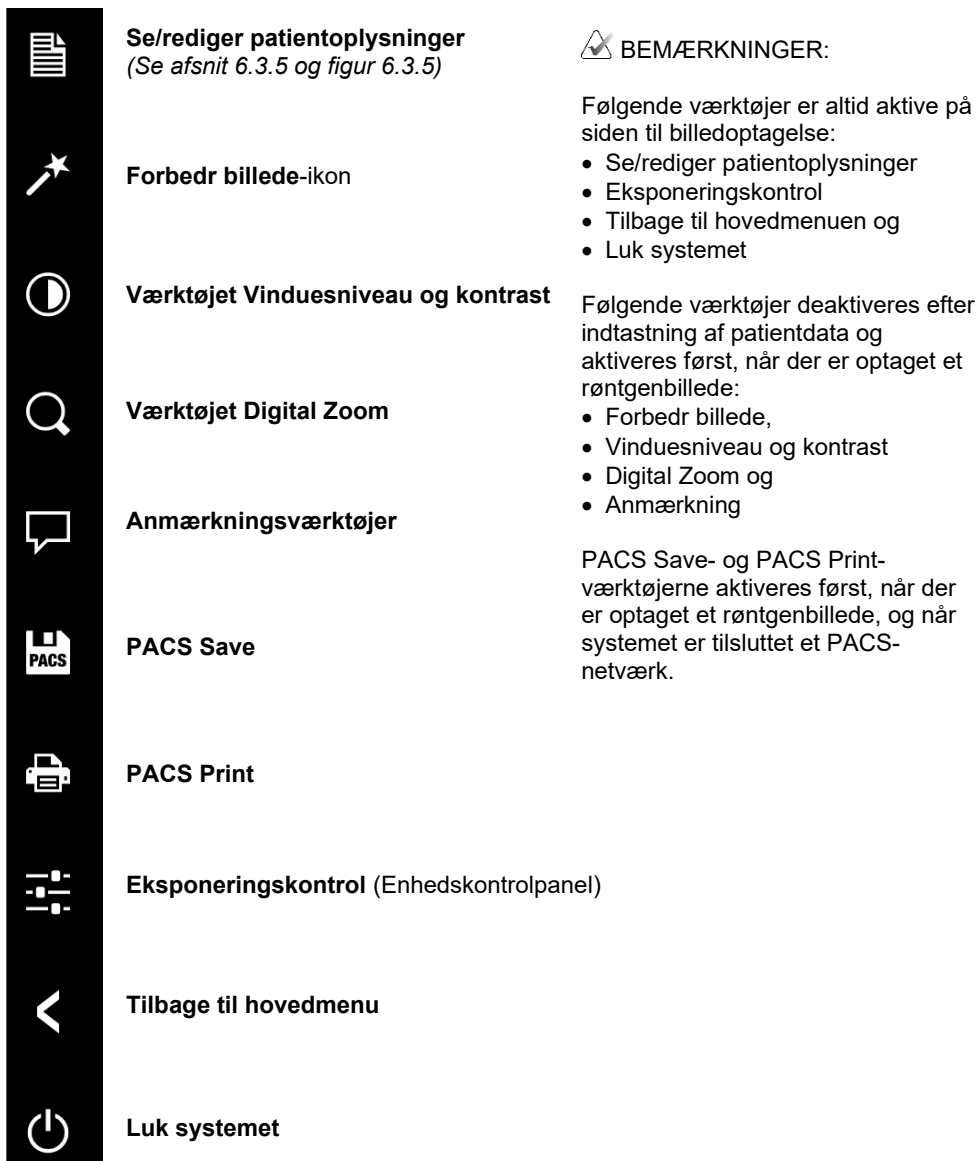 Se/rediger patientoplysninger
(Se afsnit 6.3.5 og figur 6.3.5)
Forbedr billede-ikon
Værktøjet Vinduesniveau og kontrast
Værktøjet Digital Zoom
Anmærkningsværktøjer
PACS
PACS Save
PACS Print
Eksponeringskontrol (Enhedskontrolpanel)
Tilbage til hovedmenu
Luk systemet
BEMÆRKNINGER:
Følgende værktøjer er altid aktive på
siden til billedoptagelse:
• Se/rediger patientoplysninger
• Eksponeringskontrol
• Tilbage til hovedmenuen og
• Luk systemet
Følgende værktøjer deaktiveres efter
indtastning af patientdata og
aktiveres først, når der er optaget et
røntgenbillede:
• Forbedr billede,
• Vinduesniveau og kontrast
• Digital Zoom og
• Anmærkning
PACS Save- og PACS Print-
værktøjerne aktiveres først, når der
er optaget et røntgenbillede, og når
systemet er tilsluttet et PACS-
netværk.